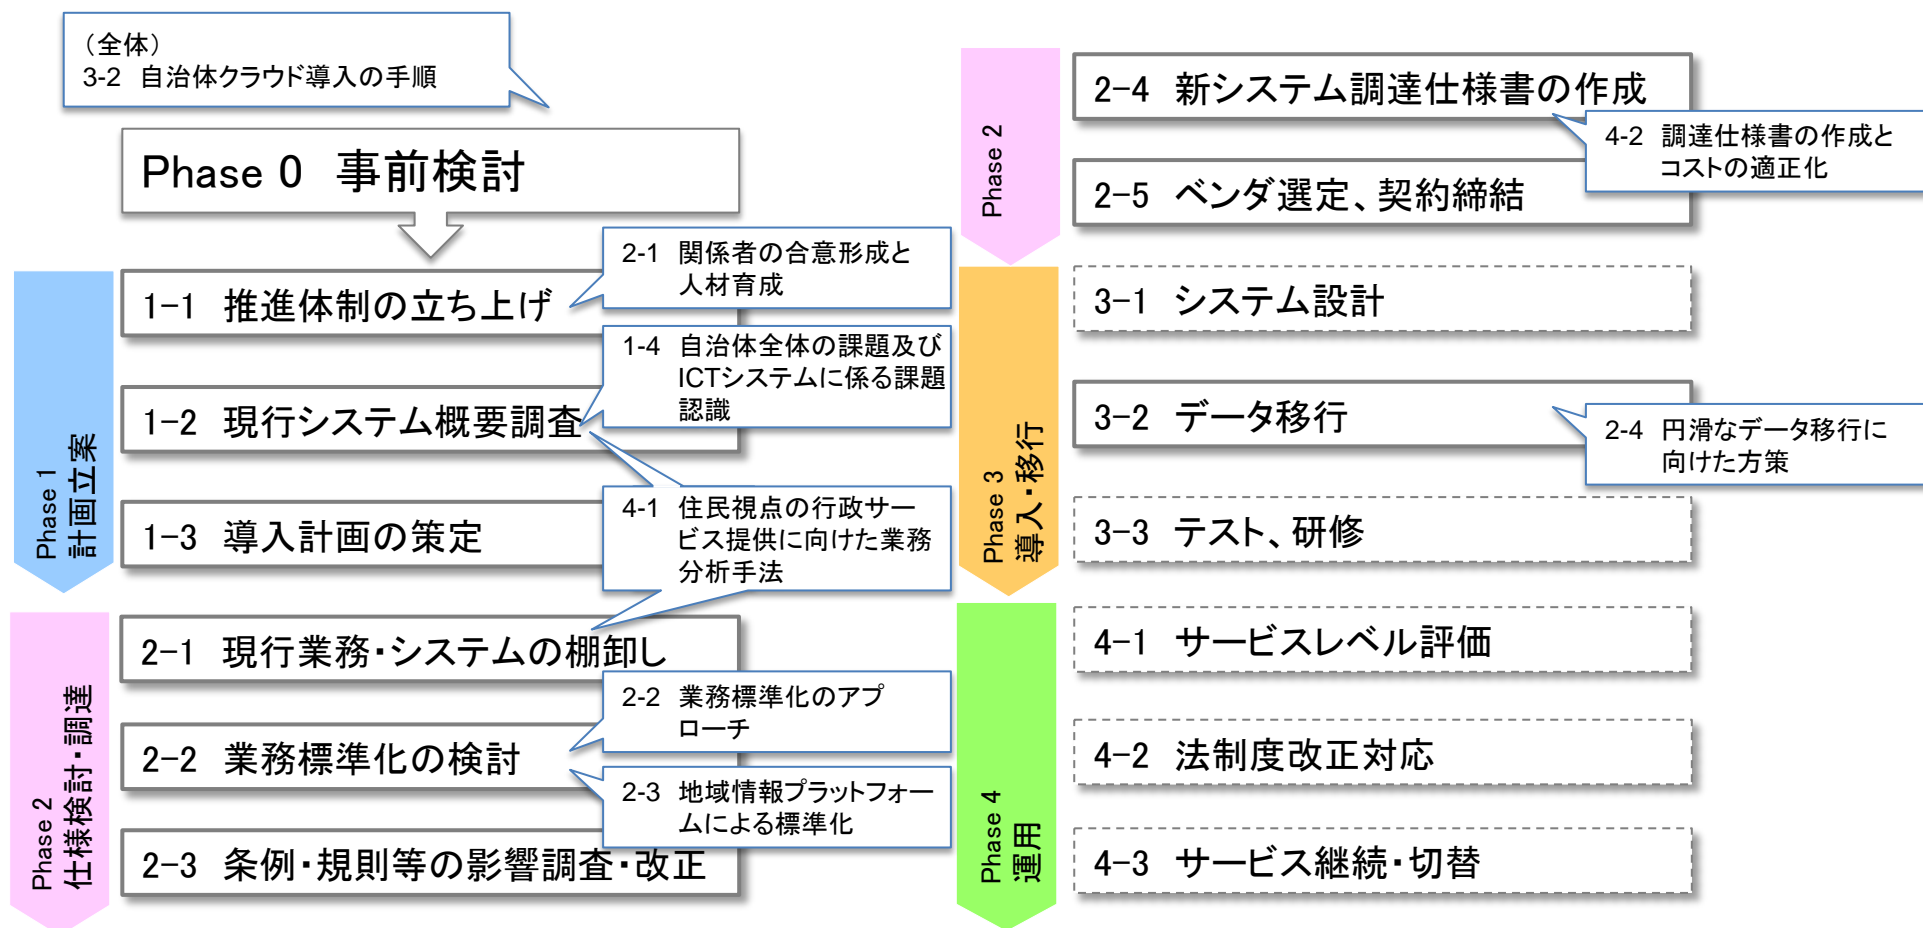 （全体）
3-2 自治体クラウド導入の手順
Phase 0 事前検討
Phase 1
計画立案
1-1 推進体制の立ち上げ
2-1 関係者の合意形成と
人材育成
1-2 現行システム概要調査
1-4 自治体全体の課題及び
ICTシステムに係る課題
認識
1-3 導入計画の策定
4-1 住民視点の行政サー
ビス提供に向けた業務
分析手法
Phase 2
仕様検討・調達
2-1 現行業務・システムの棚卸し
2-2 業務標準化の検討
2-2 業務標準化のアプ
ローチ
2-3 地域情報プラットフォー
ムによる標準化
2-3 条例・規則等の影響調査・改正
Phase 2
2-4 新システム調達仕様書の作成
4-2 調達仕様書の作成と
コストの適正化
2-5 ベンダ選定、契約締結
Phase 3
導入・移行
3-1 システム設計
3-2 データ移行
2-4 円滑なデータ移行に
向けた方策
3-3 テスト、研修
Phase 4
運用
4-1 サービスレベル評価
4-2 法制度改正対応
4-3 サービス継続・切替